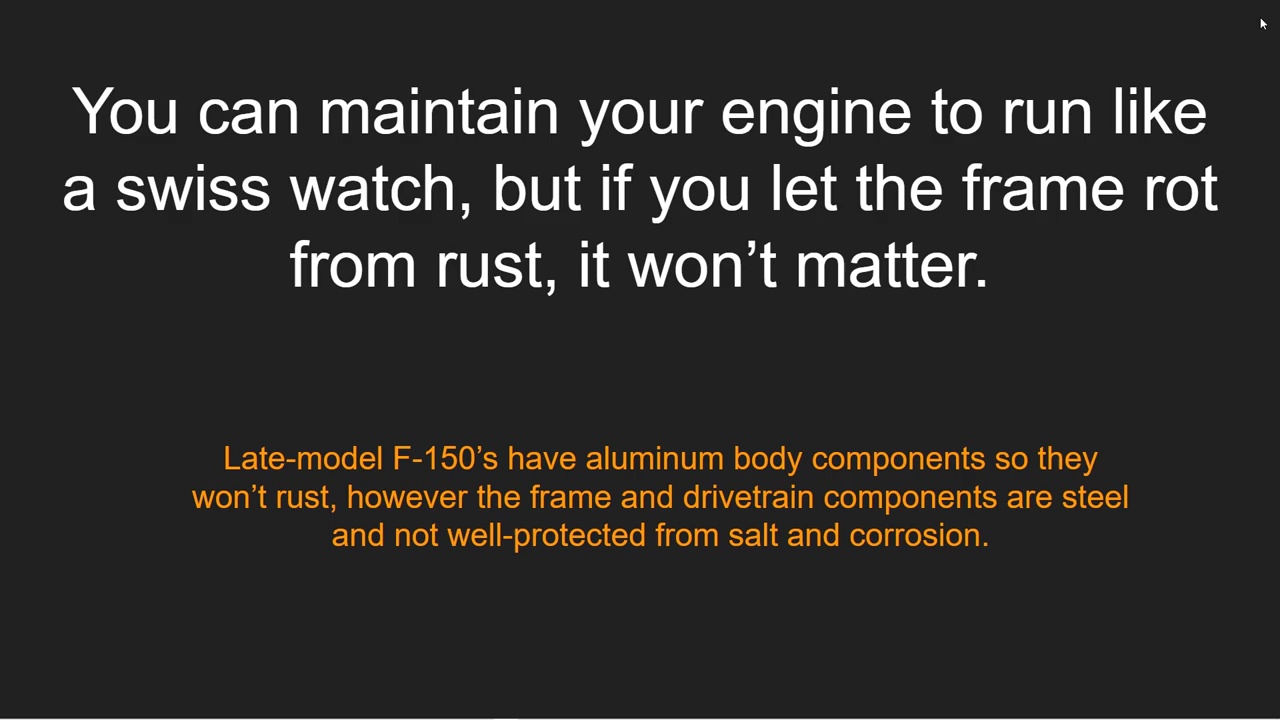 You can maintain your engine to run like
a swiss watch, but if you let the frame rot
from rust, it won’t matter.
Late-model F-150’s have aluminum body components so they
won’t rust, however the frame and drivetrain components are steel
and not well-protected from salt and corrosion.